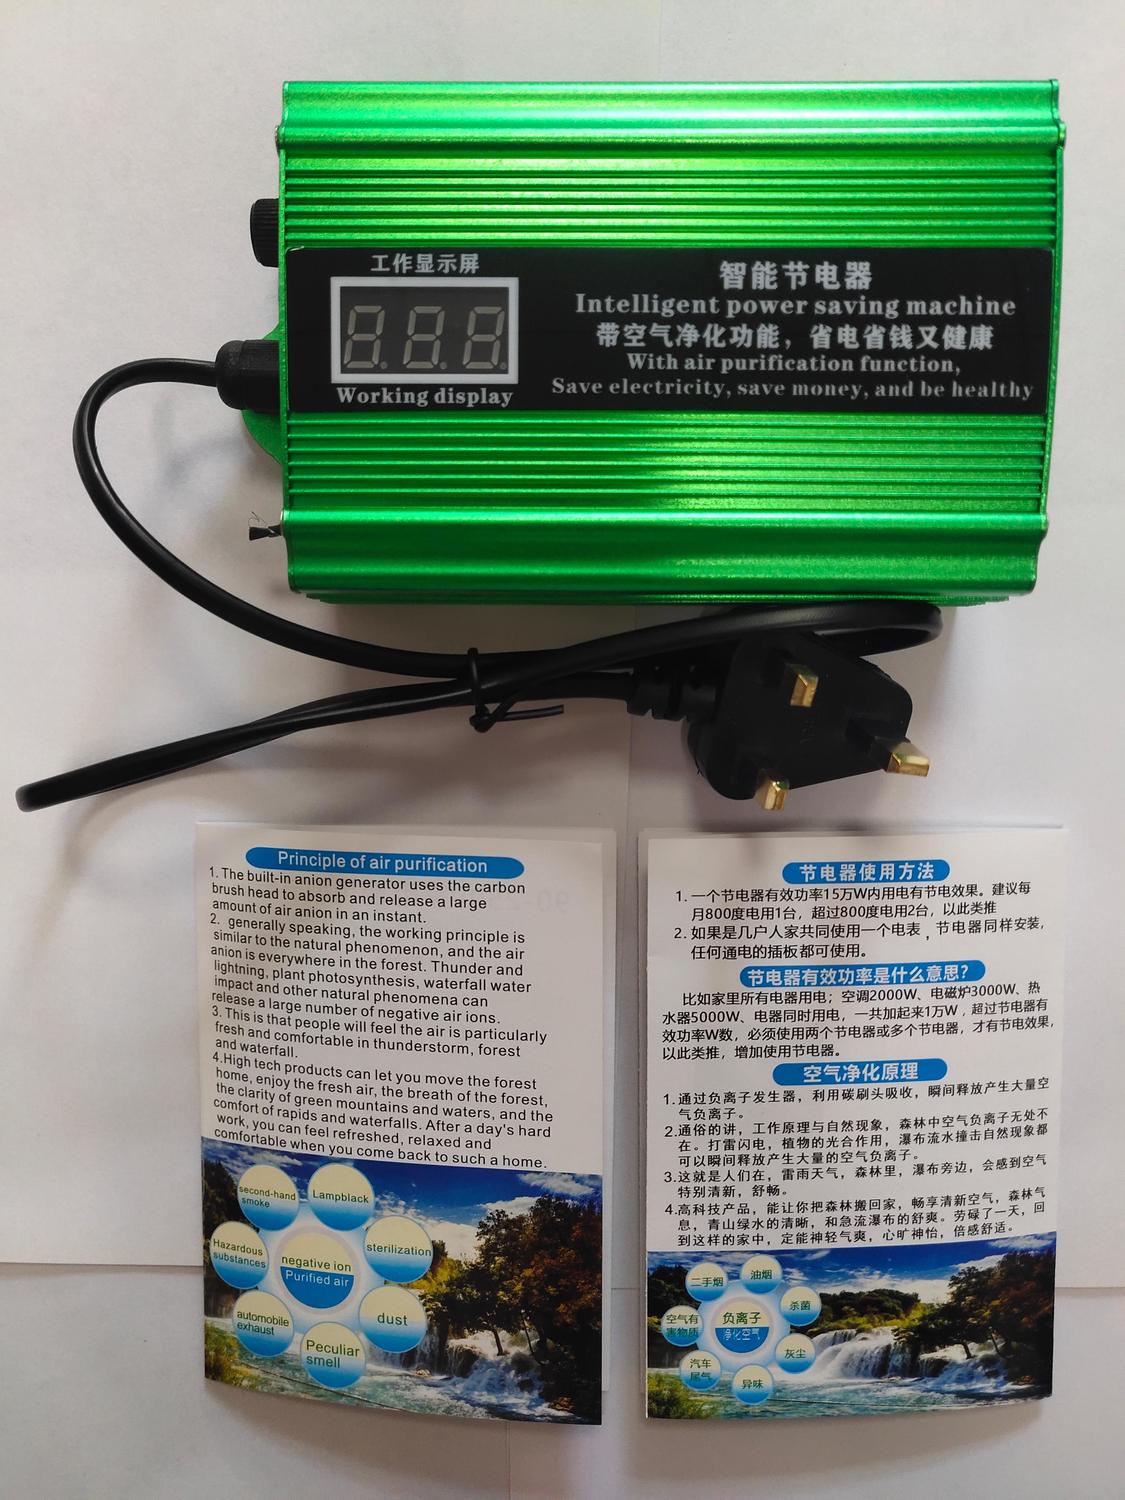 工作显示屏
8.8.8.
Working display
智能节电器
Intelligent power saving machine
带空气净化功能，省电省钱又健康
With air purification function,
Save electricity, save money, and be healthy
Principle of air purification
1. The built-in anion generator uses the carbon
brush head to absorb and release a large
amount of air anion in an instant.
2. generally speaking, the working principle is
similar to the natural phenomenon, and the air
anion is everywhere in the forest. Thunder and
lightning, plant photosynthesis, waterfall water
impact and other natural phenomena can
release a large number of negative air ions.
3. This is that people will feel the air is particularly
fresh and comfortable in thunderstorm, forest
and waterfall.
4.High tech products can let you move the forest
home, enjoy the fresh air, the breath of the forest,
the clarity of green mountains and waters, and the
comfort of rapids and waterfalls. After a day's hard
work, you can feel refreshed, relaxed and
comfortable when you come back to such a home.
second-hand
smoke
Lampblack
Hazardous
substances
negative ion
Purified air
sterilization
automobile
exhaust
dust
Peculiar
smell
节电器使用方法
1. 一个节电器有效功率15万W内用电有节电效果。建议每
月800度电用1台，超过800度电用2台，以此类推
2. 如果是几户人家共同使用一个电表，节电器同样安装，
任何通电的插板都可使用。
节电器有效功率是什么意思？
比如家里所有电器用电；空调2000W、电磁炉3000W、热
水器5000W、电器同时用电，一共加起来1万W，超过节电器有
效功率W数，必须使用两个节电器或多个节电器，才有节电效果，
以此类推，增加使用节电器。
空气净化原理
1.通过负离子发生器，利用碳刷头吸收，瞬间释放产生大量空
气负离子。
2.通俗的讲，工作原理与自然现象，森林中空气负离子无处不
在。打雷闪电，植物的光合作用，瀑布流水撞击自然现象都
可以瞬间释放产生大量的空气负离子。
3.这就是人们在，雷雨天气，森林里，瀑布旁边，会感到空气
特别清新，舒畅。
4.高科技产品，能让你把森林搬回家，畅享清新空气，森林气
息，青山绿水的清晰，和急流瀑布的舒爽。劳碌了一天，回
到这样的家中，定能神轻气爽，心旷神怡，倍感舒适。
二手烟
油烟
空气有
害物质
负离子
净化空气
杀菌
汽车
尾气
灰尘
异味